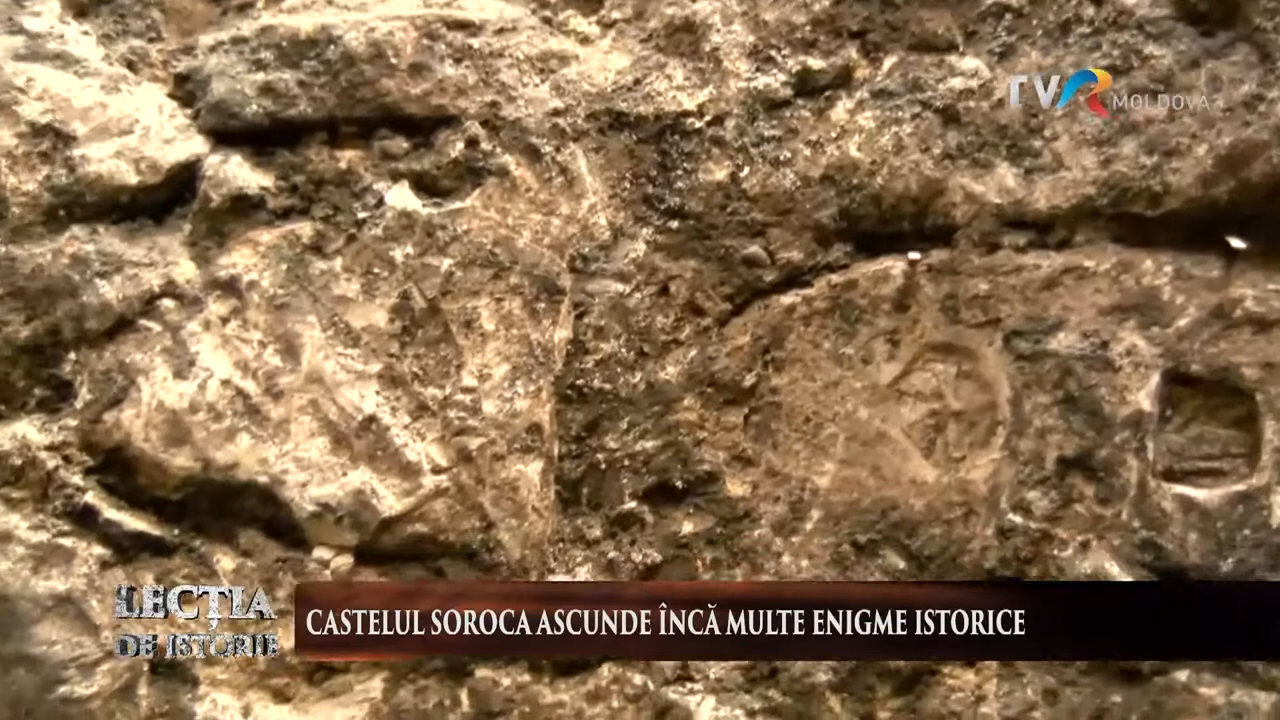 TVR MOLDOVA
LECȚIA
DE ISTORIE
CASTELUL SOROCA ASCUNDE ÎNCĂ MULTE ENIGME ISTORICE